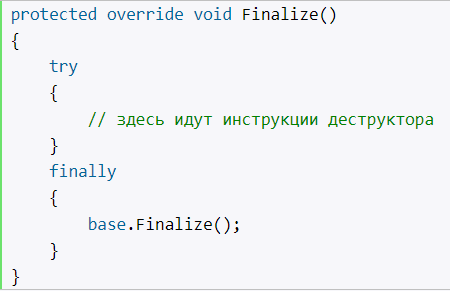 protected override void Finalize()
{
    try
    {
        // здесь идут инструкции деструктора
    }
    finally
    {
        base.Finalize();
    }
}